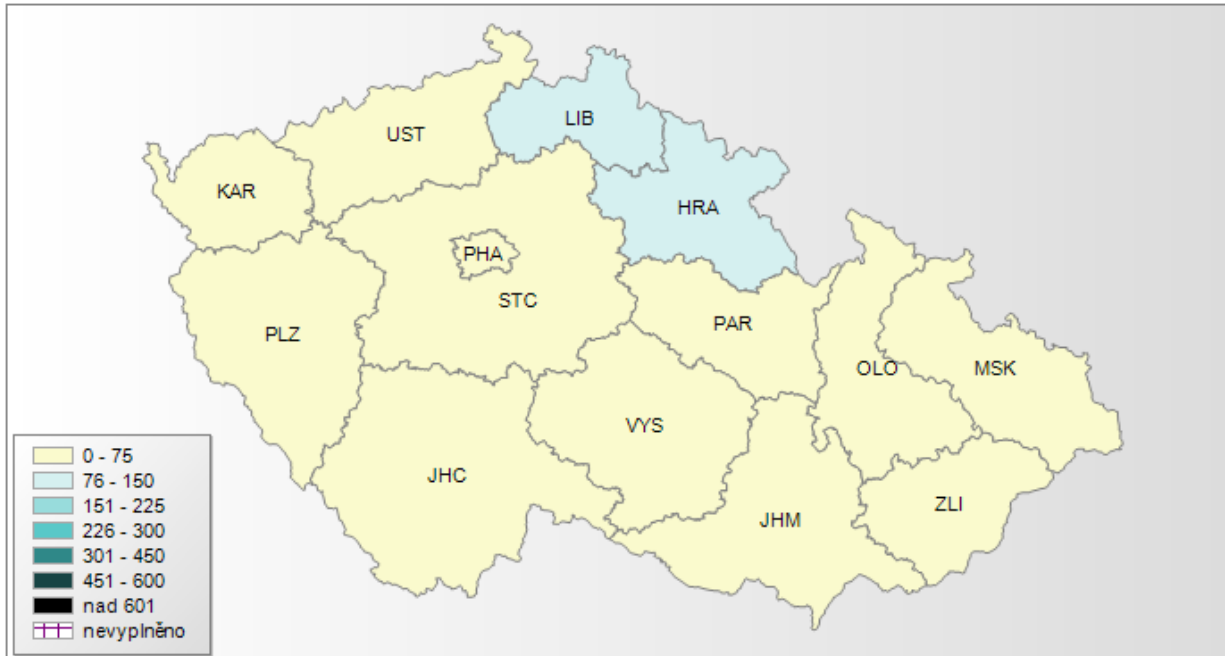 LIB
UST
KAR
HRA
PHA
STC
PAR
PLZ
OLO
MSK
VYS
JHC
ZLI
JHM
0 - 75
76 - 150
151 - 225
226 - 300
301 - 450
451 - 600
nad 601
nevyplněno